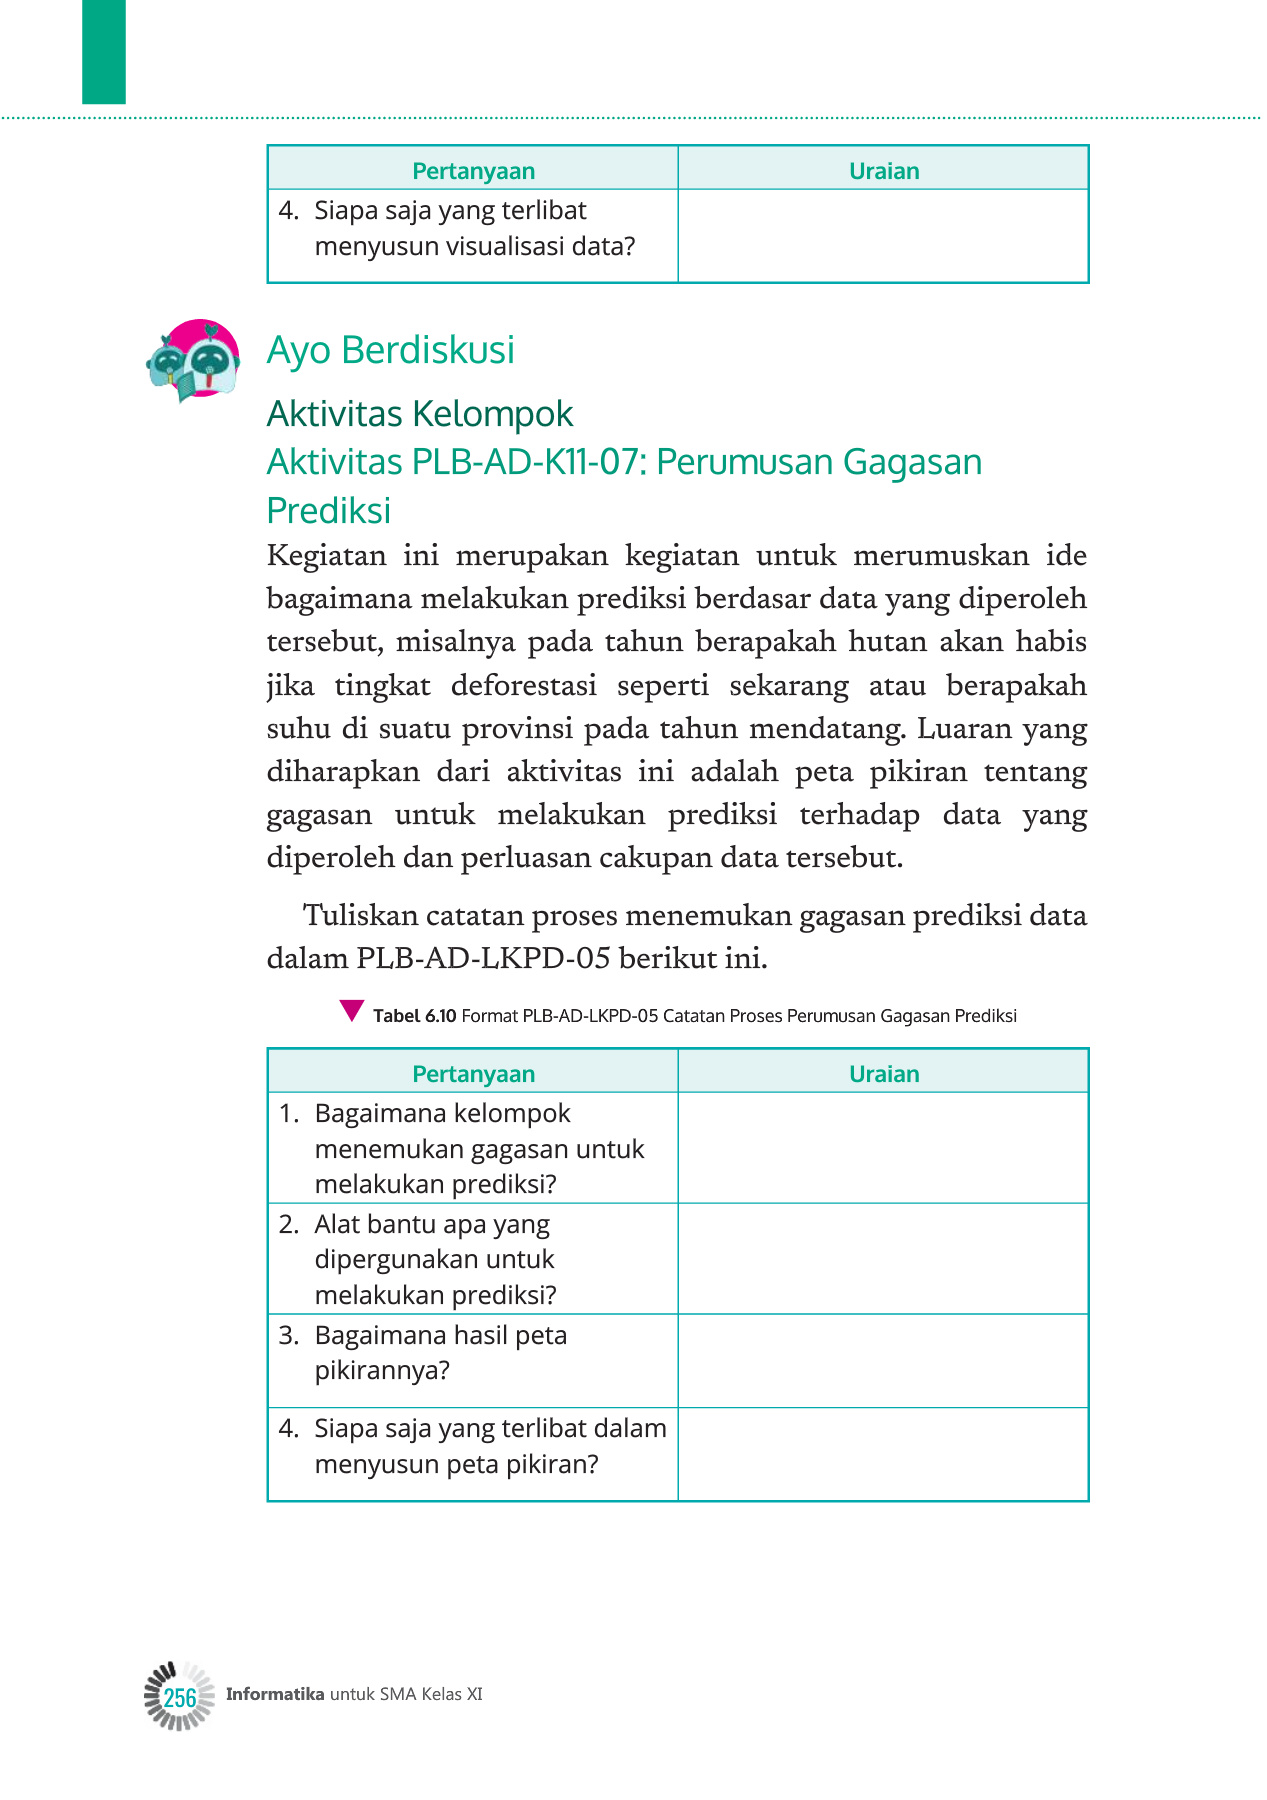 Pertanyaan
Uraian
4. Siapa saja yang terlibat
menyusun visualisasi data?
Ayo Berdiskusi
Aktivitas Kelompok
Aktivitas PLB-AD-K11-07: Perumusan Gagasan
Prediksi
Kegiatan ini merupakan kegiatan untuk merumuskan ide
bagaimana melakukan prediksi berdasar data yang diperoleh
tersebut, misalnya pada tahun berapakah hutan akan habis
jika tingkat deforestasi seperti sekarang atau berapakah
suhu di suatu provinsi pada tahun mendatang. Luaran yang
diharapkan dari aktivitas ini adalah peta pikiran tentang
gagasan untuk melakukan prediksi terhadap data yang
diperoleh dan perluasan cakupan data tersebut.
Tuliskan catatan proses menemukan gagasan prediksi data
dalam PLB-AD-LKPD-05 berikut ini.
Tabel 6.10 Format PLB-AD-LKPD-05 Catatan Proses Perumusan Gagasan Prediksi
Pertanyaan
Uraian
1. Bagaimana kelompok
menemukan gagasan untuk
melakukan prediksi?
2. Alat bantu apa yang
dipergunakan untuk
melakukan prediksi?
3. Bagaimana hasil peta
pikirannya?
4. Siapa saja yang terlibat dalam
menyusun peta pikiran?
256
Informatika untuk SMA Kelas XI